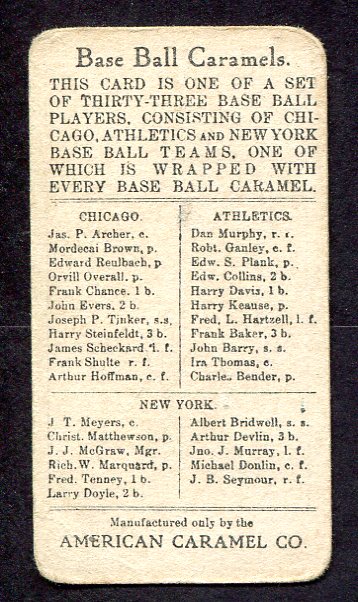 Base Ball Caramels.
THIS CARD IS ONE OF A SET
OF THIRTY-THREE BASE BALL
PLAYERS, CONSISTING OF CHI-
CAGO, ATHLETICS AND NEW YORK
BASE BALL TEAMS, ONE OF
WHICH IS WRAPPED WITH
EVERY BASE BALL CARAMEL.
CHICAGO.
Jas. P. Archer, c.
Mordecai Brown, p.
Edward Reulbach, p
Orvill Overall, p.
Frank Chance. 1 b.
John Evers, 2 b.
Joseph P. Tjnker, s.s.
Harry Steinfeldt, 3 b.
James Scheckard l. f.
Frank Shulte r. f.
Arthur Hoffman, c. f.
ATHLETICS.
Dan Murphy, r. f.
Robt. Ganley, c. f.
Edw. S. Plank, p.
Edw. Collins, 2 b.
Harry Davis, 1 b.
Harry Keause, p.
Fred, L. Hartzell, l. f.
Frank Baker, 3 b.
John Barry, s. s.
Ira Thomas, c.
Charles Bender, p.
NEW YORK.
J. T. Meyers, c.
Christ. Matthewson, p.
J. J. McGraw, Mgr.
Rich. W. Marquard, p.
Fred. Tenney, 1 b.
Larry Doyle, 2 b.
Albert Bridwell, s. s
Arthur Devlin, 3 b.
Jno. J. Murray, l. f.
Michael Donlin, c. f.
J. B. Seymour, r. f.
Manufactured only by the
AMERICAN CARAMEL CO.